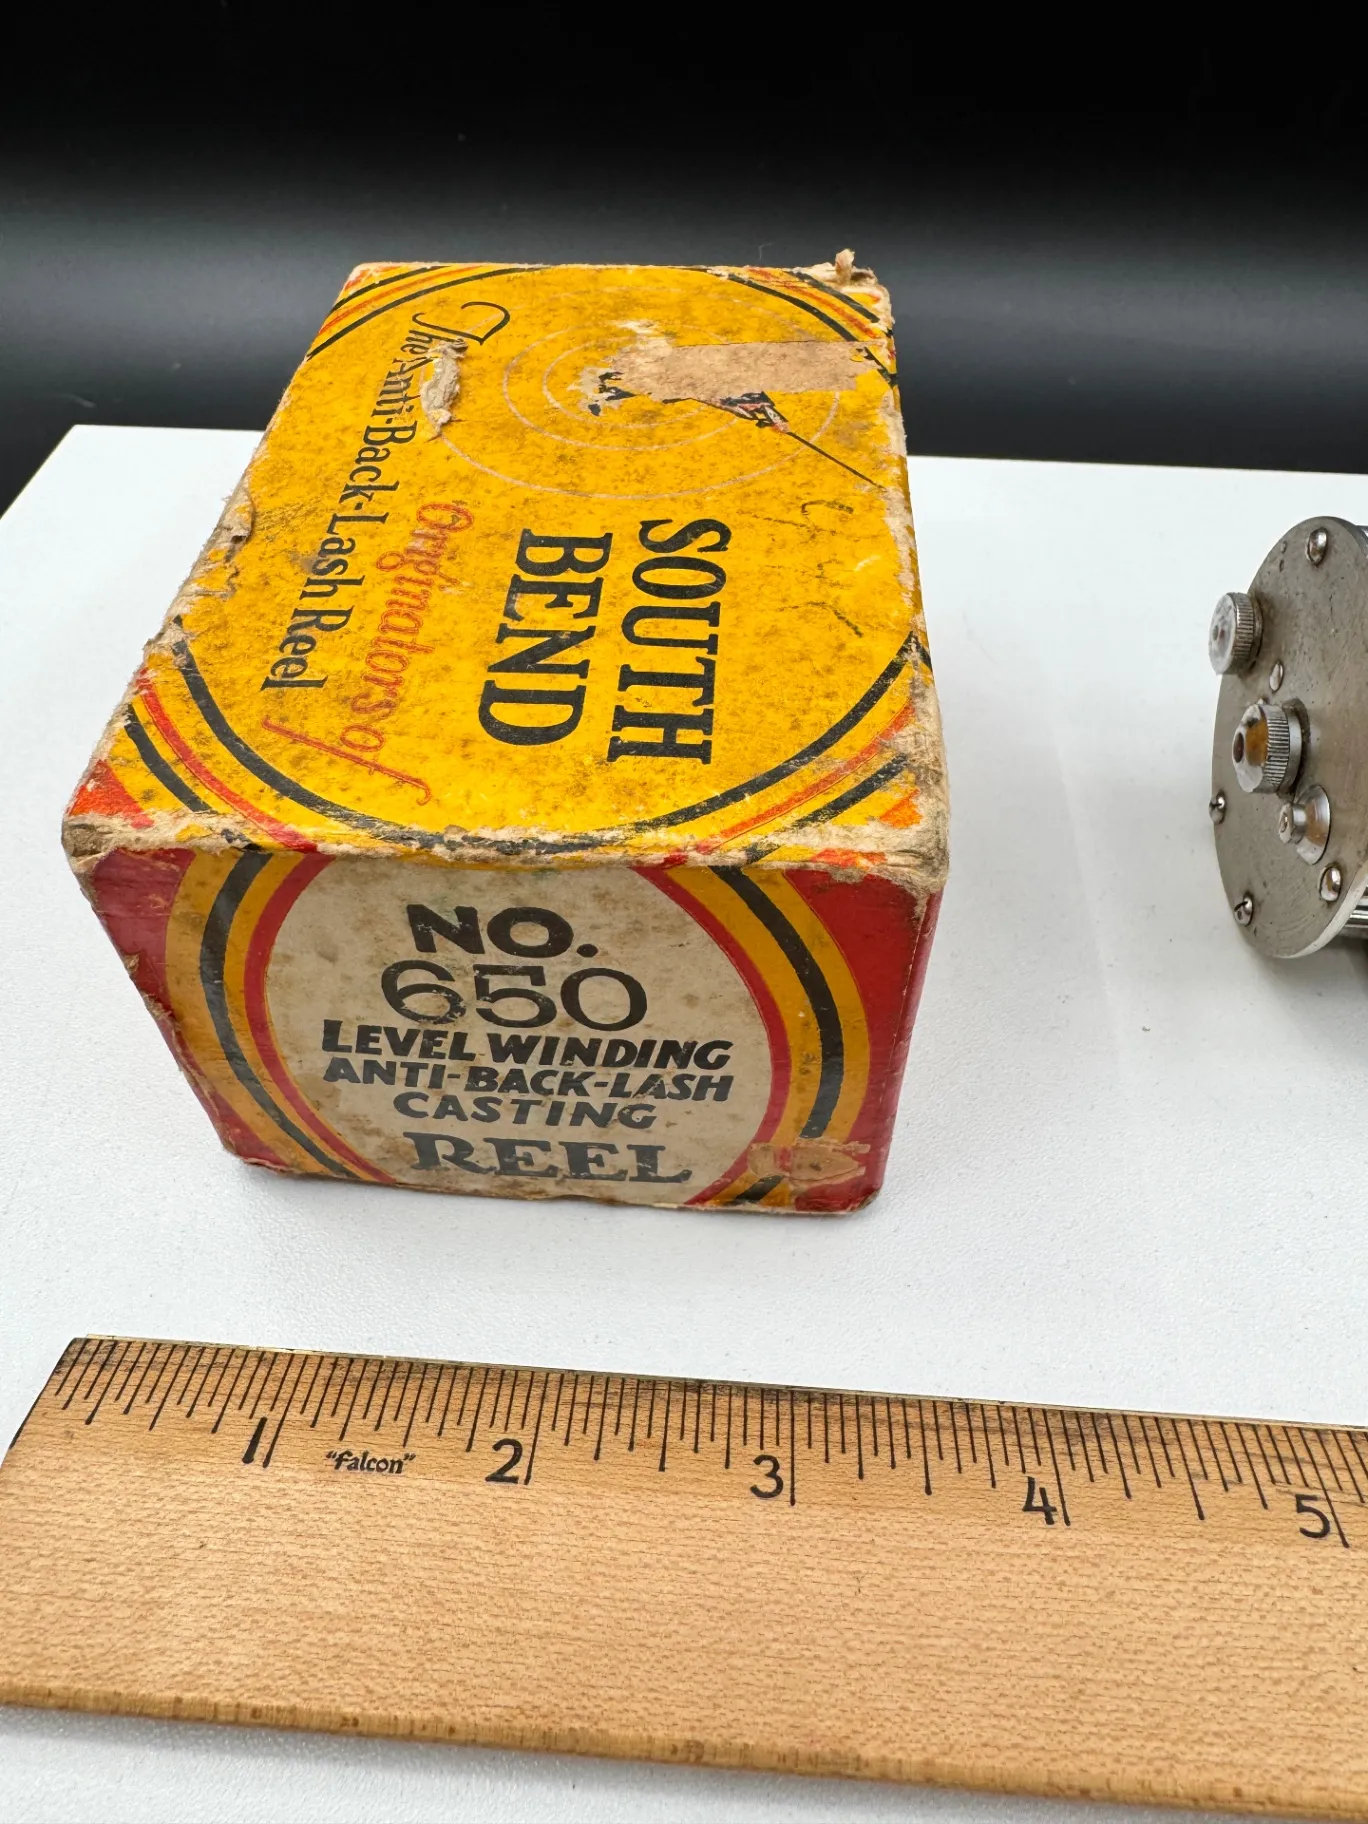 SOUTH
BEND
Originators of
The Anti-Back-Lash Reel
NO.
650
LEVEL WINDING
ANTI-BACK-LASH
CASTING
REEL
1 2 3 4 5
"Falcon"